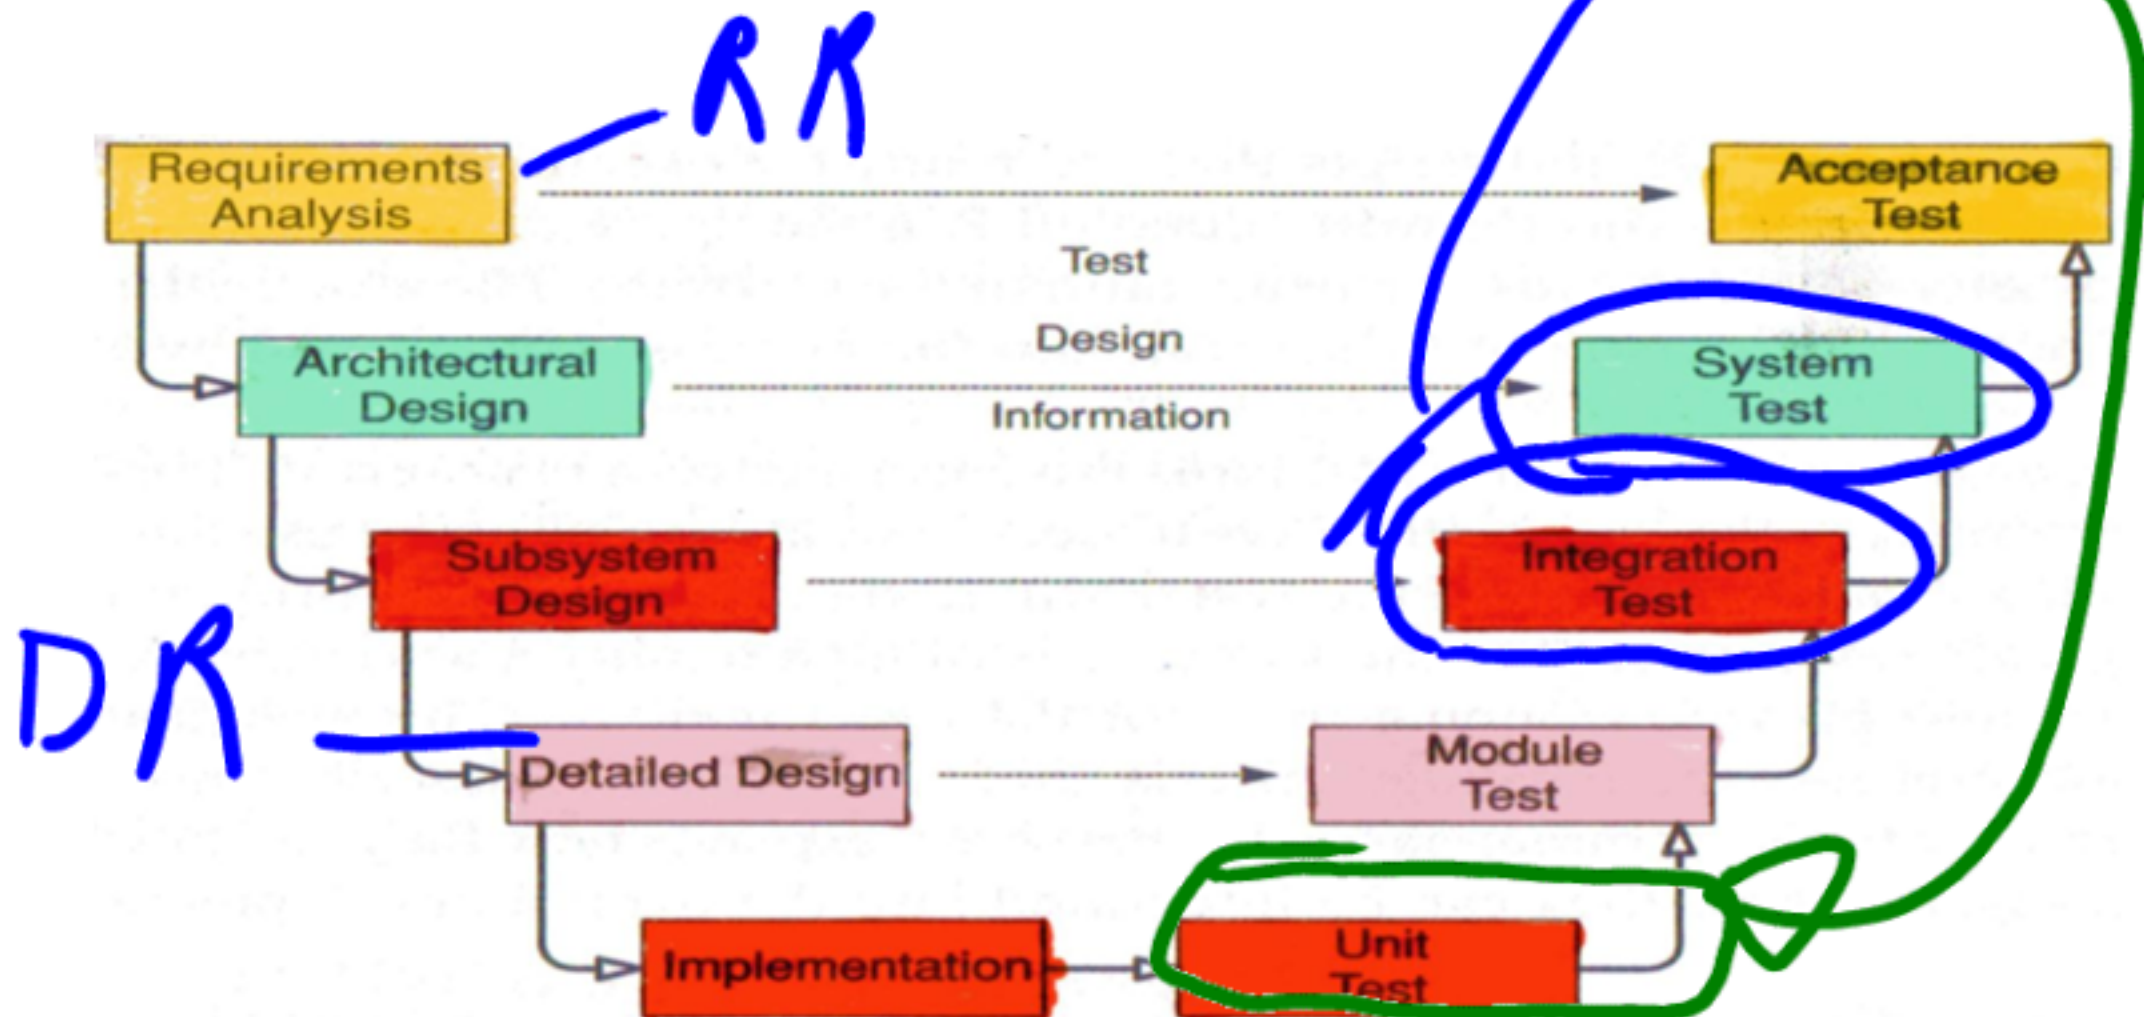 RR
Requirements
Analysis
Acceptance
Test
Test
Design
Information
Architectural
Design
System
Test
Subsystem
Design
Integration
Test
DR
Detailed Design
Module
Test
Implementation
Unit
Test